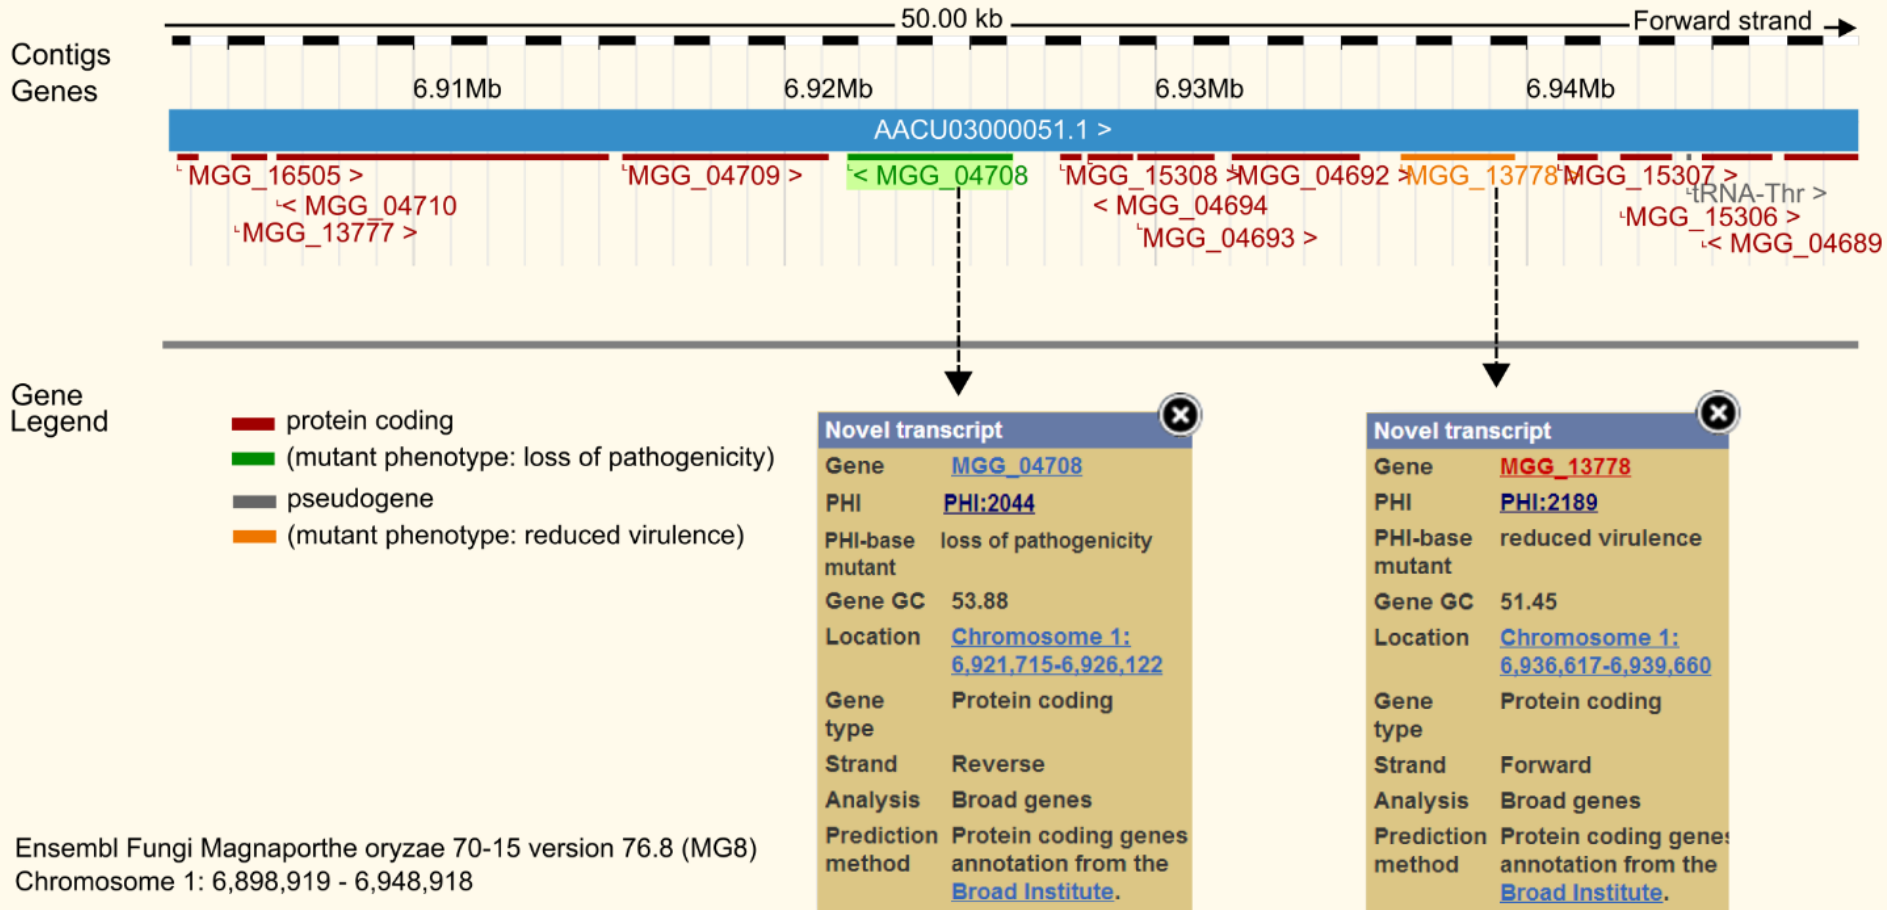 50.00 kb
Forward strand
Contigs
Genes
6.91Mb 6.92Mb 6.93Mb 6.94Mb
AACU03000051.1 >
MGG_16505 > MGG_04709 > < MGG_04708 MGG_15308 > MGG_04692 > MGG_13778 > MGG_15307 >
tRNA-Thr >
< MGG_04710 < MGG_04694 MGG_15306 >
MGG_13777 > MGG_04693 > < MGG_04689
Gene
Legend
protein coding
(mutant phenotype: loss of pathogenicity)
pseudogene
(mutant phenotype: reduced virulence)
Novel transcript
Gene MGG_04708
PHI PHI:2044
PHI-base loss of pathogenicity
mutant
Gene GC 53.88
Location Chromosome 1:
6,921,715-6,926,122
Gene Protein coding
type
Strand Reverse
Analysis Broad genes
Prediction Protein coding genes
method annotation from the
Broad Institute.
Novel transcript
Gene MGG_13778
PHI PHI:2189
PHI-base reduced virulence
mutant
Gene GC 51.45
Location Chromosome 1:
6,936,617-6,939,660
Gene Protein coding
type
Strand Forward
Analysis Broad genes
Prediction Protein coding genes
method annotation from the
Broad Institute.
Ensembl Fungi Magnaporthe oryzae 70-15 version 76.8 (MG8)
Chromosome 1: 6,898,919 - 6,948,918